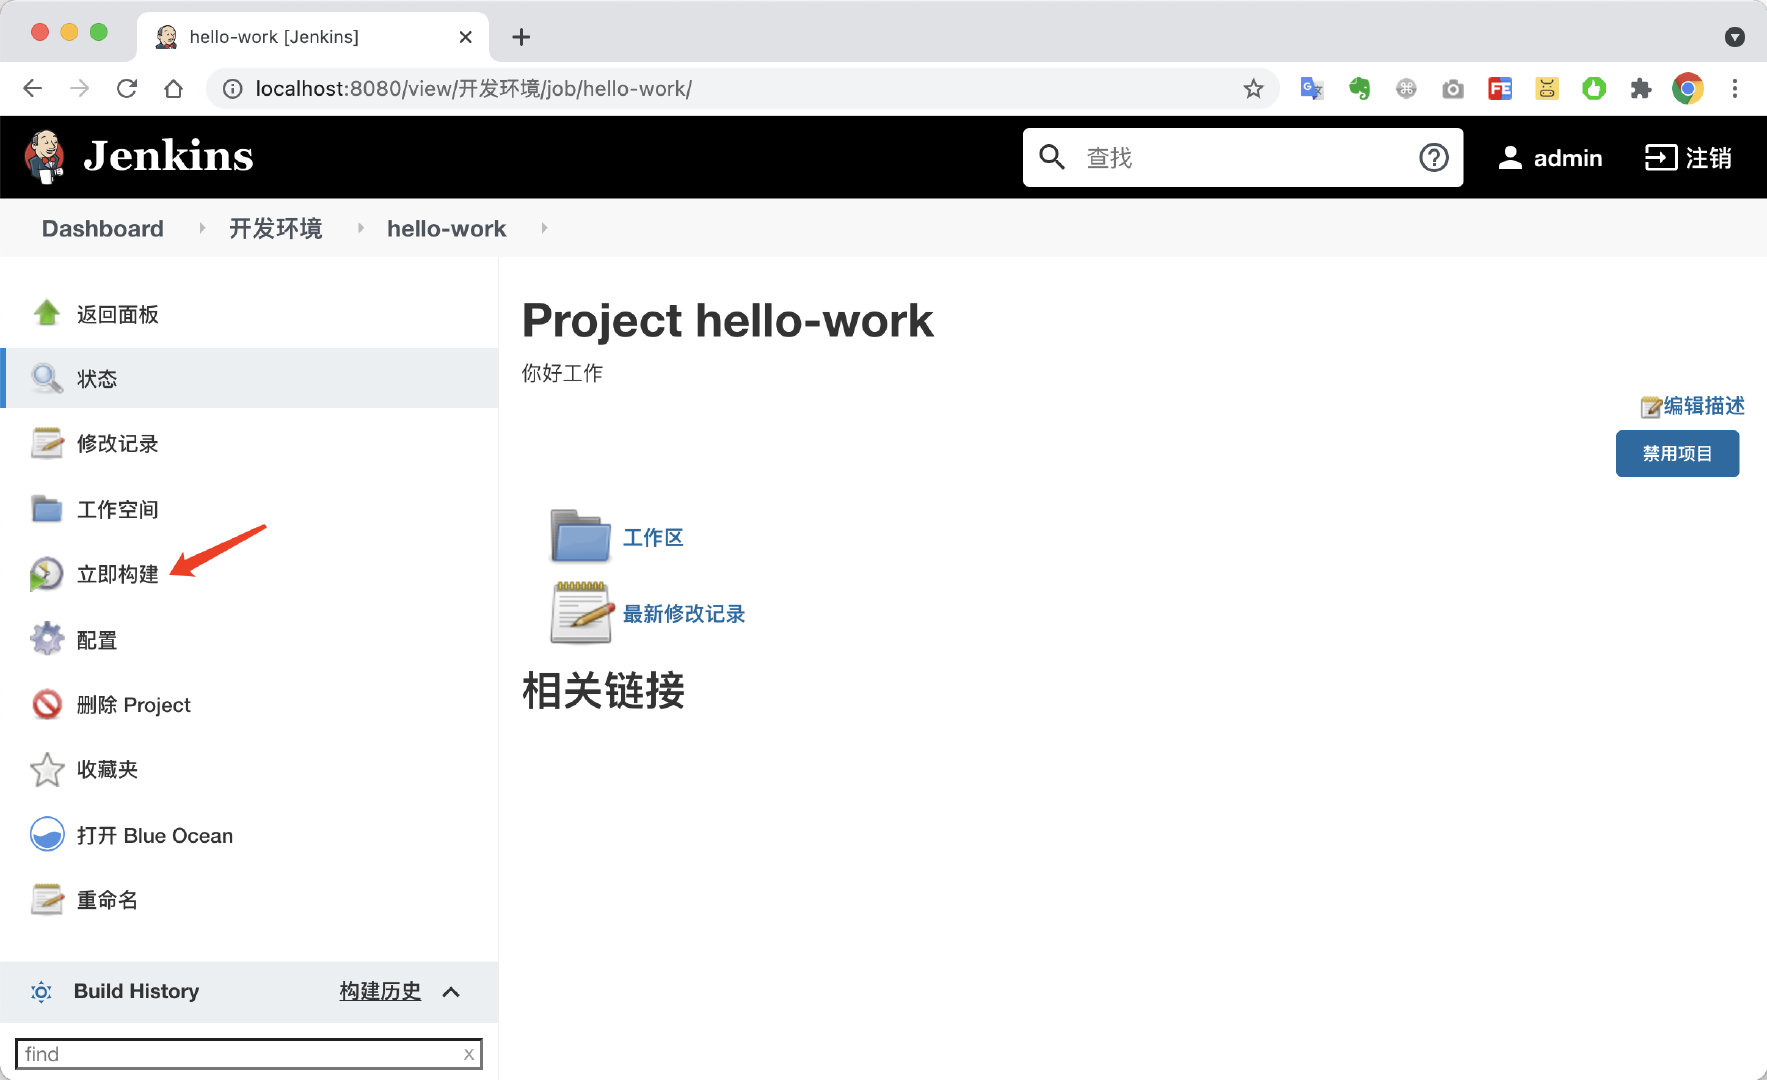 hello-work [Jenkins]
localhost:8080/view/开发环境/job/hello-work/
Jenkins
查找
admin
注销
Dashboard
开发环境
hello-work
返回面板
状态
修改记录
工作空间
立即构建
配置
删除 Project
收藏夹
打开 Blue Ocean
重命名
Build History
构建历史
find
x
Project hello-work
你好工作
编辑描述
禁用项目
工作区
最新修改记录
相关链接